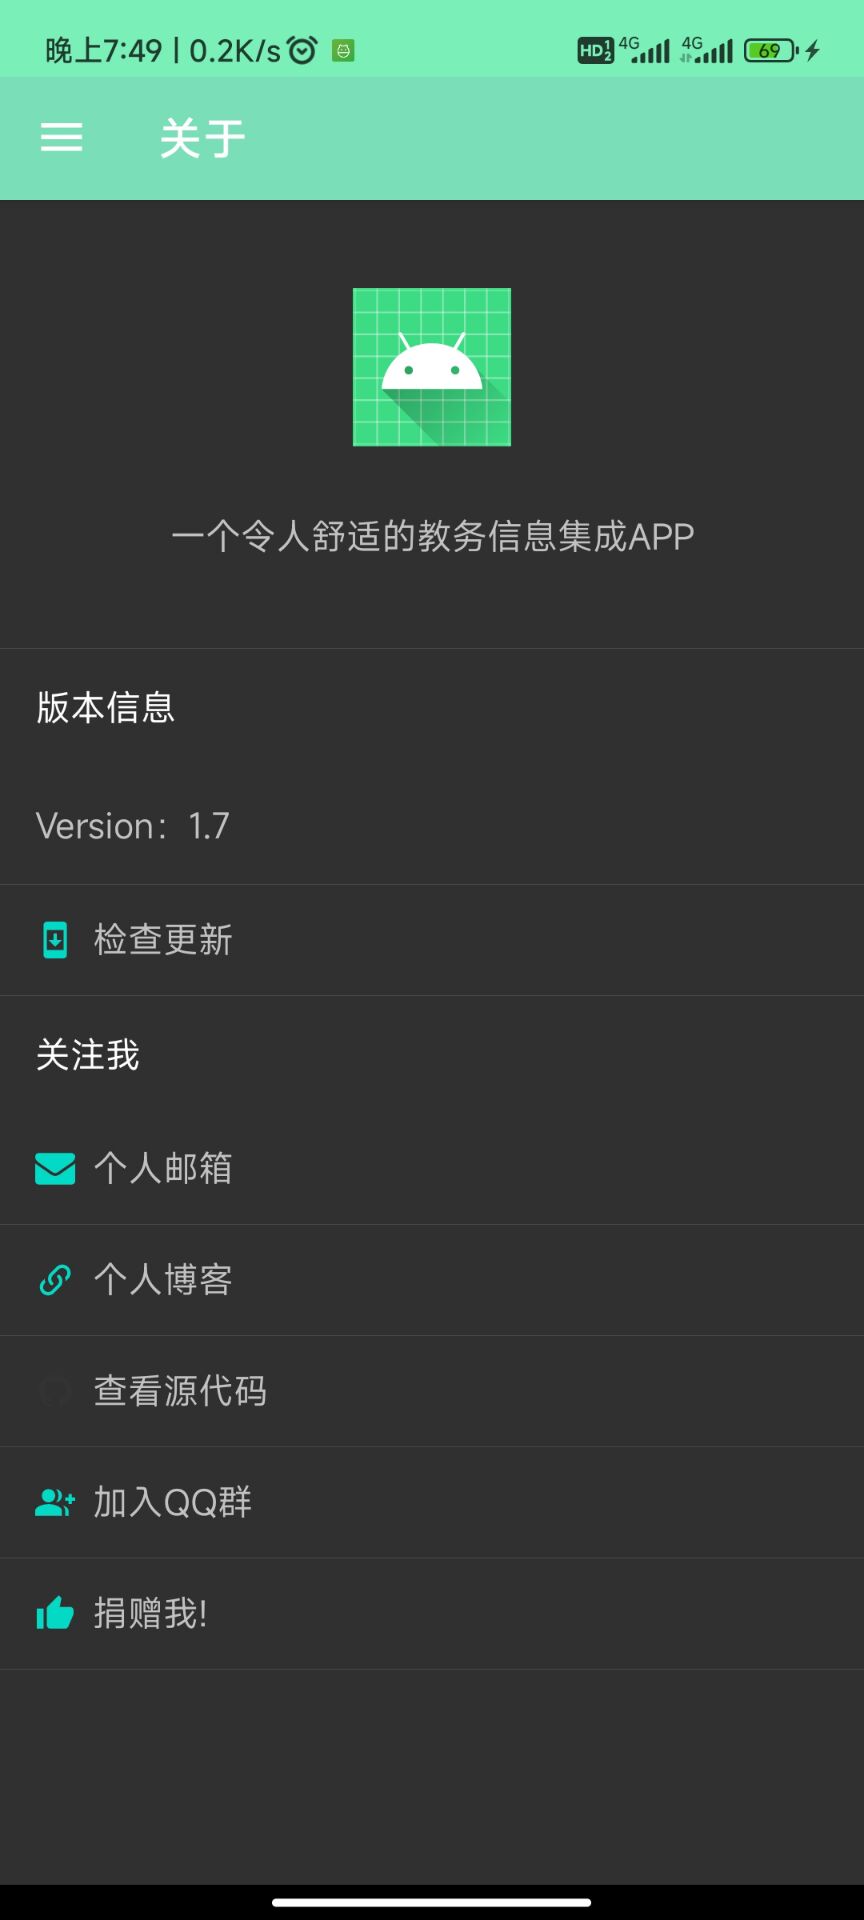 晚上7:49 | 0.2K/s
HD 1 2 4G 4G 69
关于
一个令人舒适的教务信息集成APP
版本信息
Version：1.7
检查更新
关注我
个人邮箱
个人博客
查看源代码
加入QQ群
捐赠我!